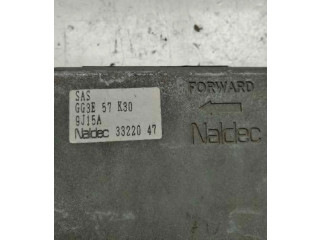 SAS
GG3E 57 K30
9J15A
Naldec 33220 47
FORWARD
Naldec